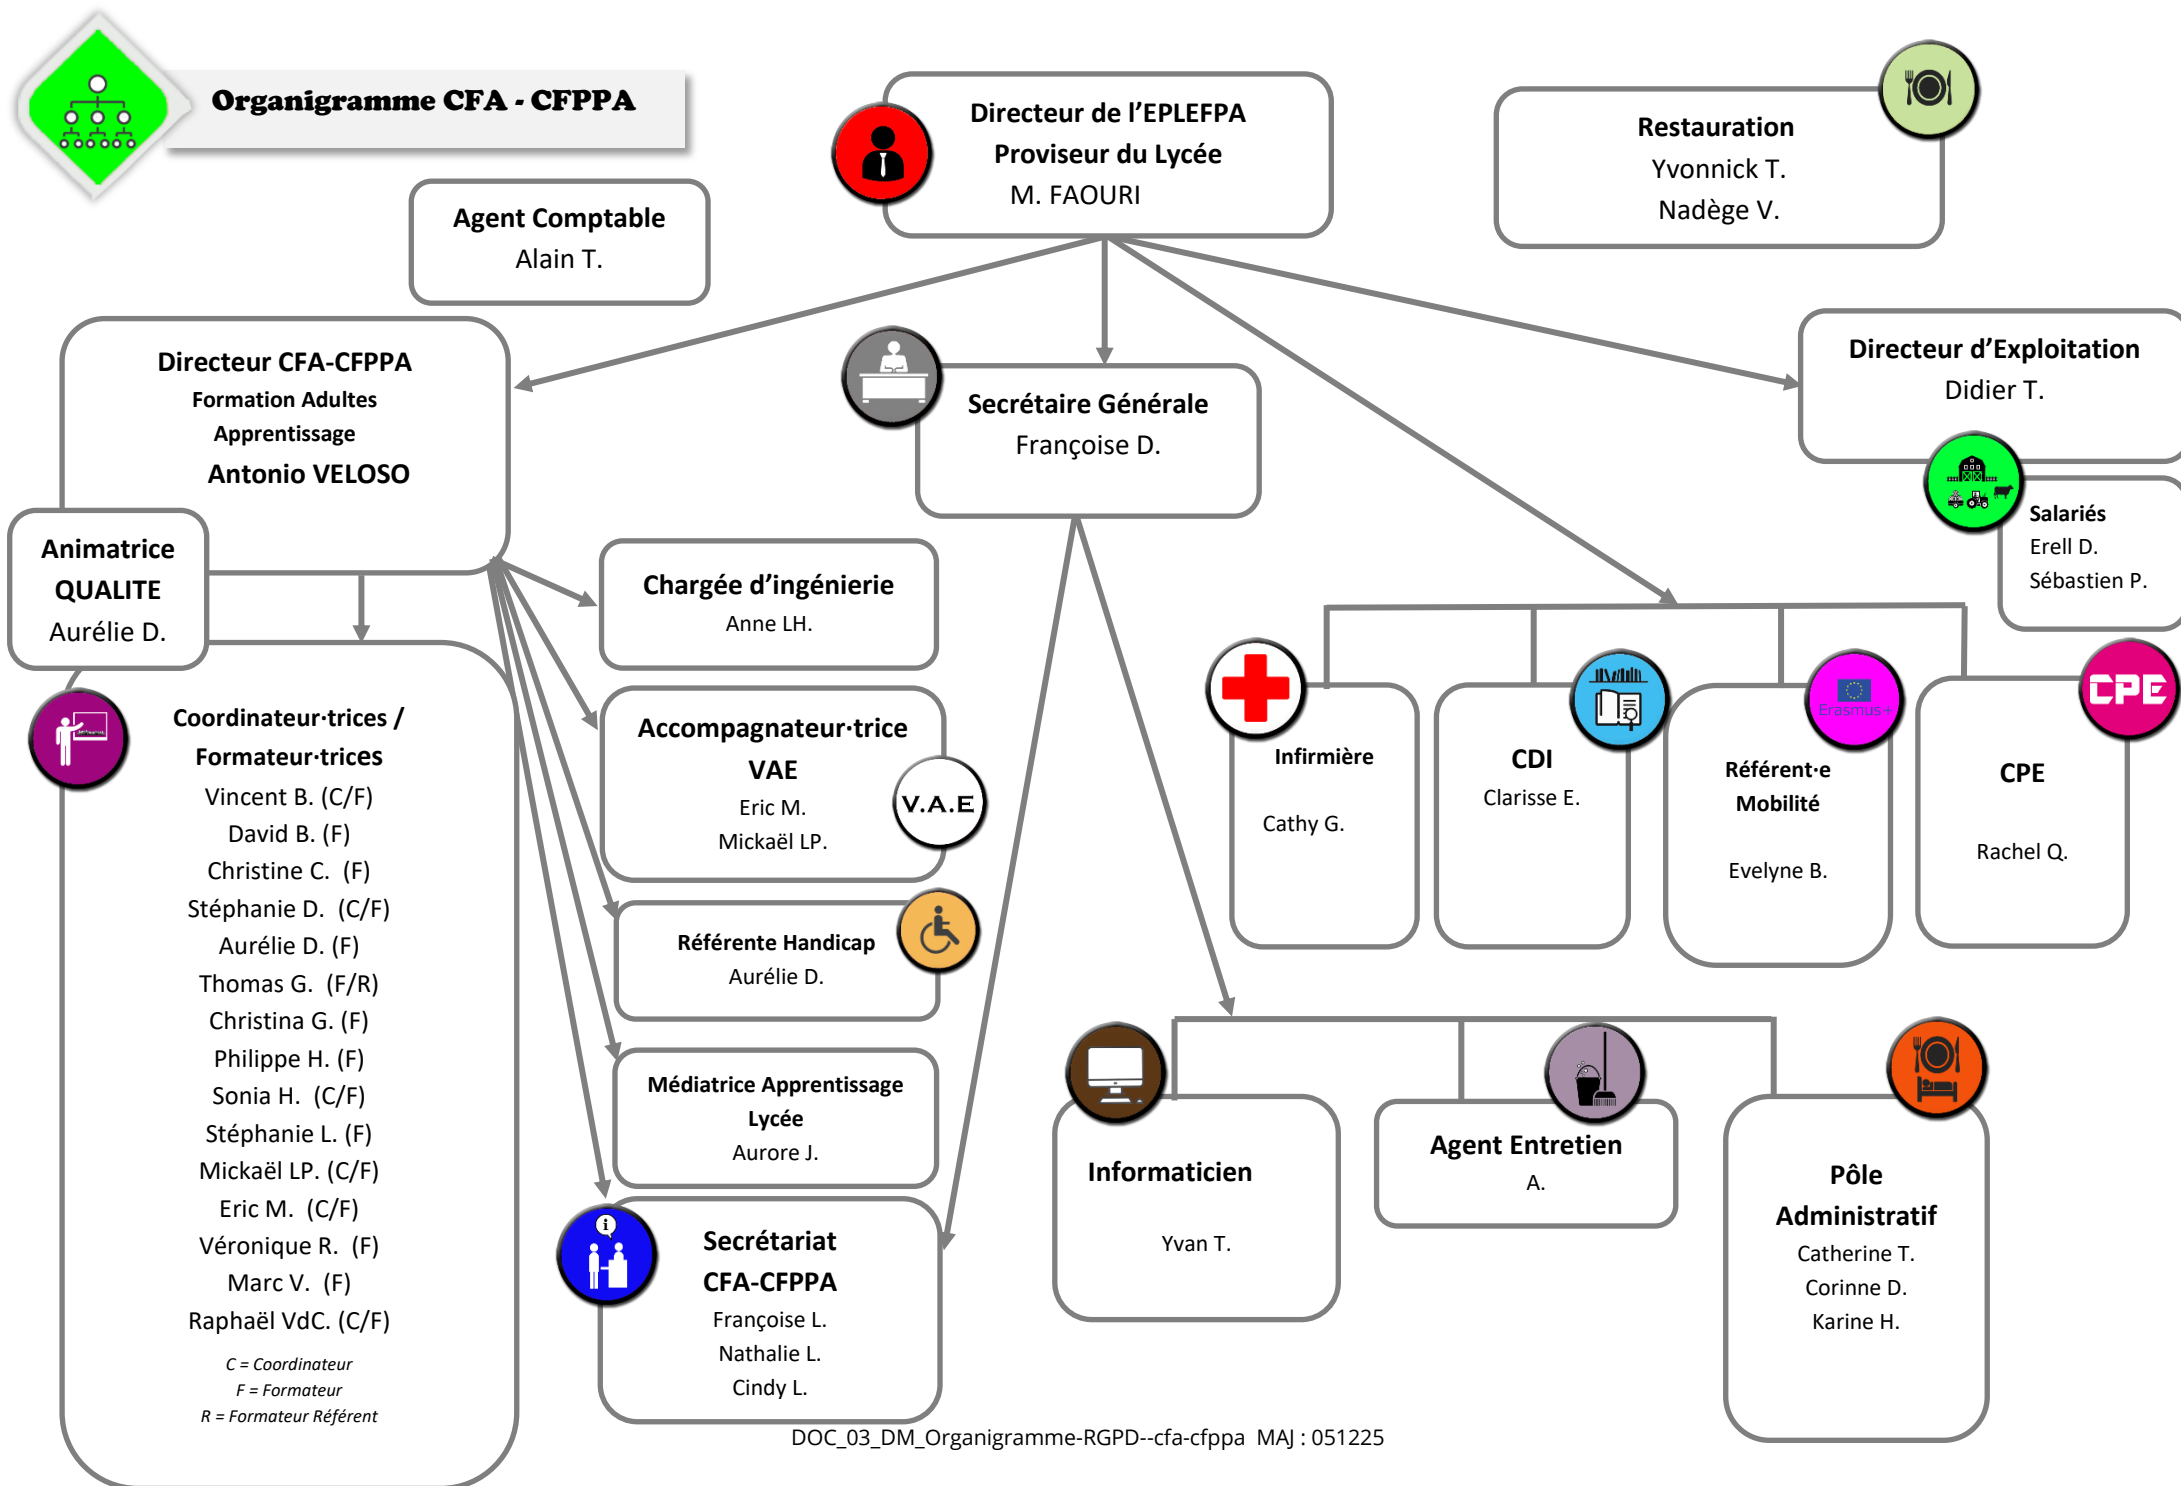 Organigramme CFA - CFPPA
Directeur de l’EPLEFPA
Proviseur du Lycée
M. FAOURI
Restauration
Yvonnick T.
Nadège V.
Agent Comptable
Alain T.
Directeur CFA-CFPPA
Formation Adultes
Apprentissage
Antonio VELOSO
Secrétaire Générale
Françoise D.
Directeur d’Exploitation
Didier T.
Salariés
Erell D.
Sébastien P.
Animatrice
QUALITE
Aurélie D.
Coordinateur·trices /
Formateur·trices
Vincent B. (C/F)
David B. (F)
Christine C. (F)
Stéphanie D. (C/F)
Aurélie D. (F)
Thomas G. (F/R)
Christina G. (F)
Philippe H. (F)
Sonia H. (C/F)
Stéphanie L. (F)
Mickaël LP. (C/F)
Eric M. (C/F)
Véronique R. (F)
Marc V. (F)
Raphaël VdC. (C/F)
C = Coordinateur
F = Formateur
R = Formateur Référent
Chargée d’ingénierie
Anne LH.
Accompagnateur·trice
VAE
Eric M.
Mickaël LP.
V.A.E
Référente Handicap
Aurélie D.
Médiatrice Apprentissage
Lycée
Aurore J.
i
Secrétariat
CFA-CFPPA
Françoise L.
Nathalie L.
Cindy L.
Infirmière
Cathy G.
CDI
Clarisse E.
Erasmus+
Référent·e
Mobilité
Evelyne B.
CPE
CPE
Rachel Q.
Informaticien
Yvan T.
Agent Entretien
A.
Pôle
Administratif
Catherine T.
Corinne D.
Karine H.
DOC_03_DM_Organigramme-RGPD--cfa-cfppa MAJ : 051225